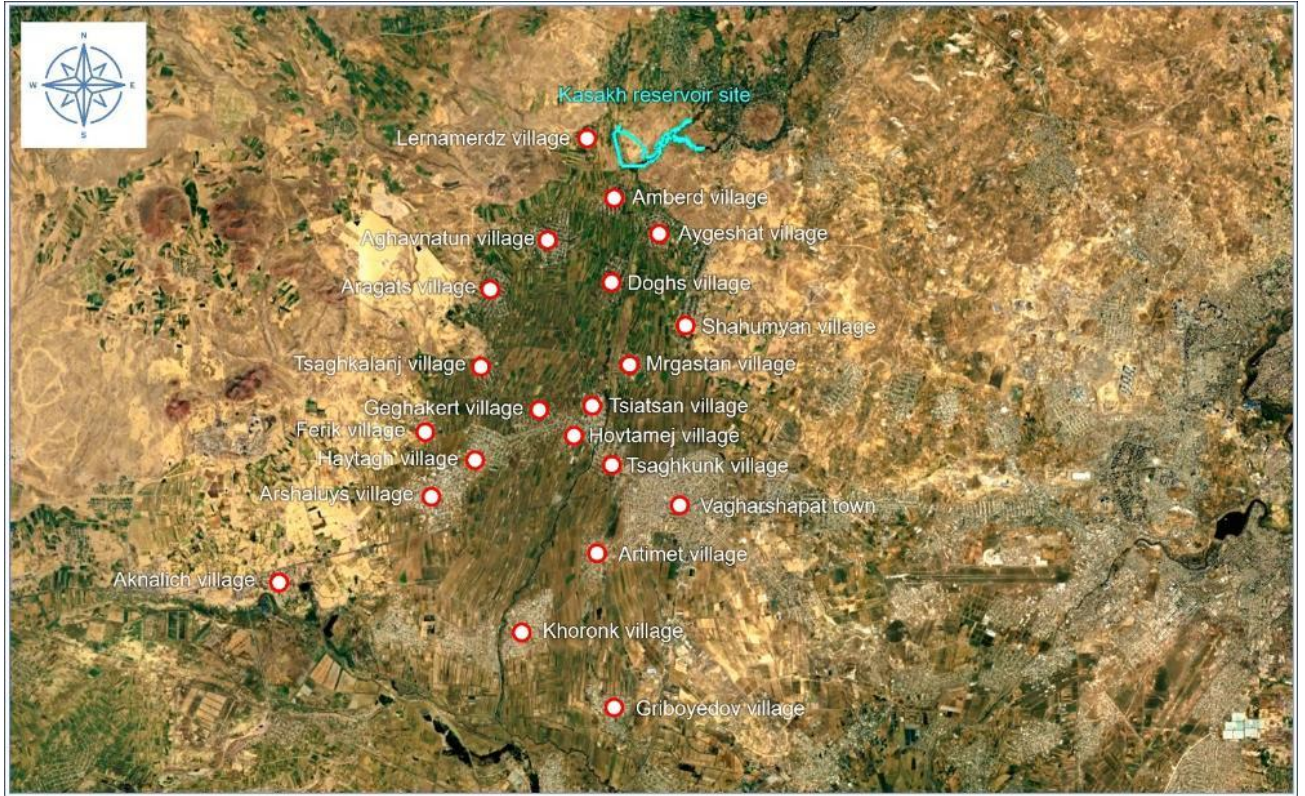 N
W
E
S
Kasakh reservoir site
Lernamerdz village
Amberd village
Aygeshat village
Aghavnatun village
Doghs village
Aragats village
Shahumyan village
Tsaghkalanj village
Mrgastan village
Geghakert village
Tsiatsan village
Ferik village
Hovtamej village
Haytagh village
Tsaghkunk village
Arshaluys village
Vagharshapat town
Artimet village
Aknalich village
Khoronk village
Griboyedov village